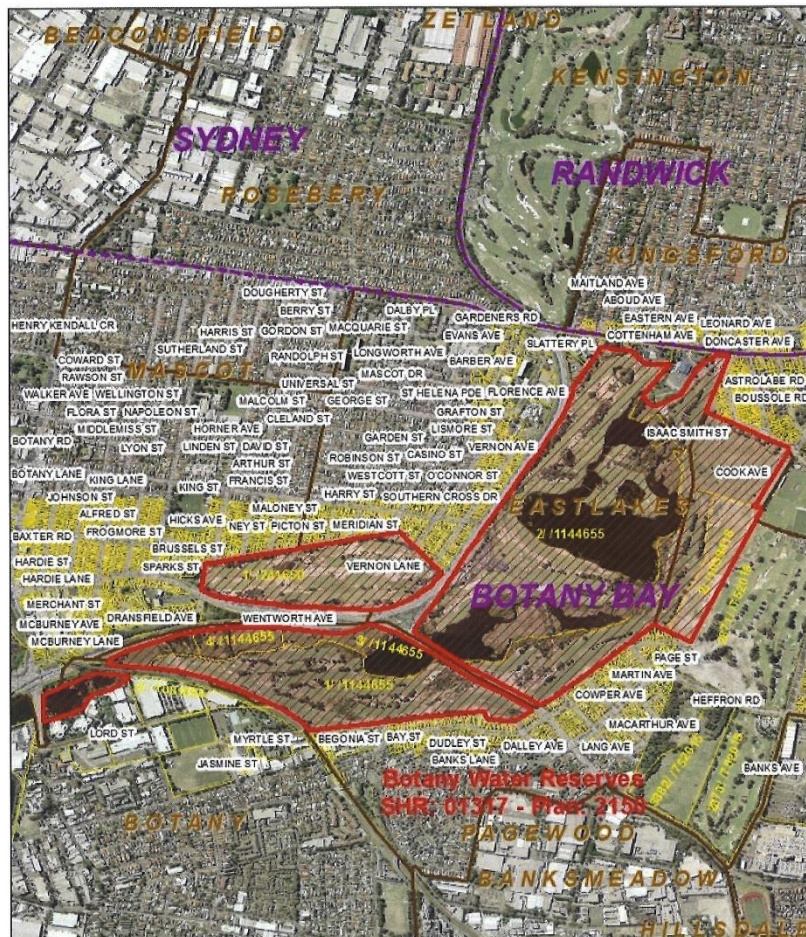 ZETLAND
BEACONSFIELD
KENSINGTON
SYDNEY
RANDWICK
ROSEBERY
KINGSFORD
MAITLAND AVE
DOUGHERTY ST
ABOUD AVE
BERRY ST
DALBY PL
GARDENERS RD
EASTERN AVE
LEONARD AVE
HENRY KENDALL CR
HARRIS ST
GORDON ST
MACQUARIE ST
EVANS AVE
COTTENHAM AVE
DONCASTER AVE
SLATTERY PL
SUTHERLAND ST
COWARD ST
RANDOLPH ST
LONGWORTH AVE
BARBER AVE
MASCOT
RAWSON ST
MASCOT DR
ASTROLABE RD
UNIVERSAL ST
WALKER AVE
WELLINGTON ST
MALCOLM ST
GEORGE ST
ST HELENA PDE
FLORENCE AVE
BOUSSOLE RD
FLORA ST
NAPOLEON ST
CLELAND ST
GRAFTON ST
MIDDLEMISS ST
HORNER AVE
GARDEN ST
LISMORE ST
ISAAC SMITH ST
BOTANY RD
LYON ST
LINDEN ST
DAVID ST
ROBINSON ST
CASINO ST
VERNON AVE
ARTHUR ST
BOTANY LANE
KING LANE
FRANCIS ST
WESTCOTT ST
O'CONNOR ST
COOK AVE
JOHNSON ST
KING ST
HARRY ST
SOUTHERN CROSS DR
ALFRED ST
MALONEY ST
EASTLAKES
HICKS AVE
NEY ST
PICTON ST
MERIDIAN ST
BAXTER RD
FROGMORE ST
2//1144655
BRUSSELS ST
HARDIE ST
SPARKS ST
VERNON LANE
HARDIE LANE
BOTANY BAY
MERCHANT ST
DRANSFIELD AVE
WENTWORTH AVE
MCBURNEY AVE
MCBURNEY LANE
4//1144655
3//1144655
1//1144655
PAGE ST
MARTIN AVE
COWPER AVE
HEFFRON RD
MACARTHUR AVE
LORD ST
MYRTLE ST
BEGONIA ST
BAY ST
DUDLEY ST
DALLEY AVE
LANG AVE
JASMINE ST
BANKS LANE
BANKS AVE
Botany Water Reserves
SHR: 01317 - Plan: 2158
BOTANY
PAGEWOOD
BANKSMEADOW
HILLSDALE